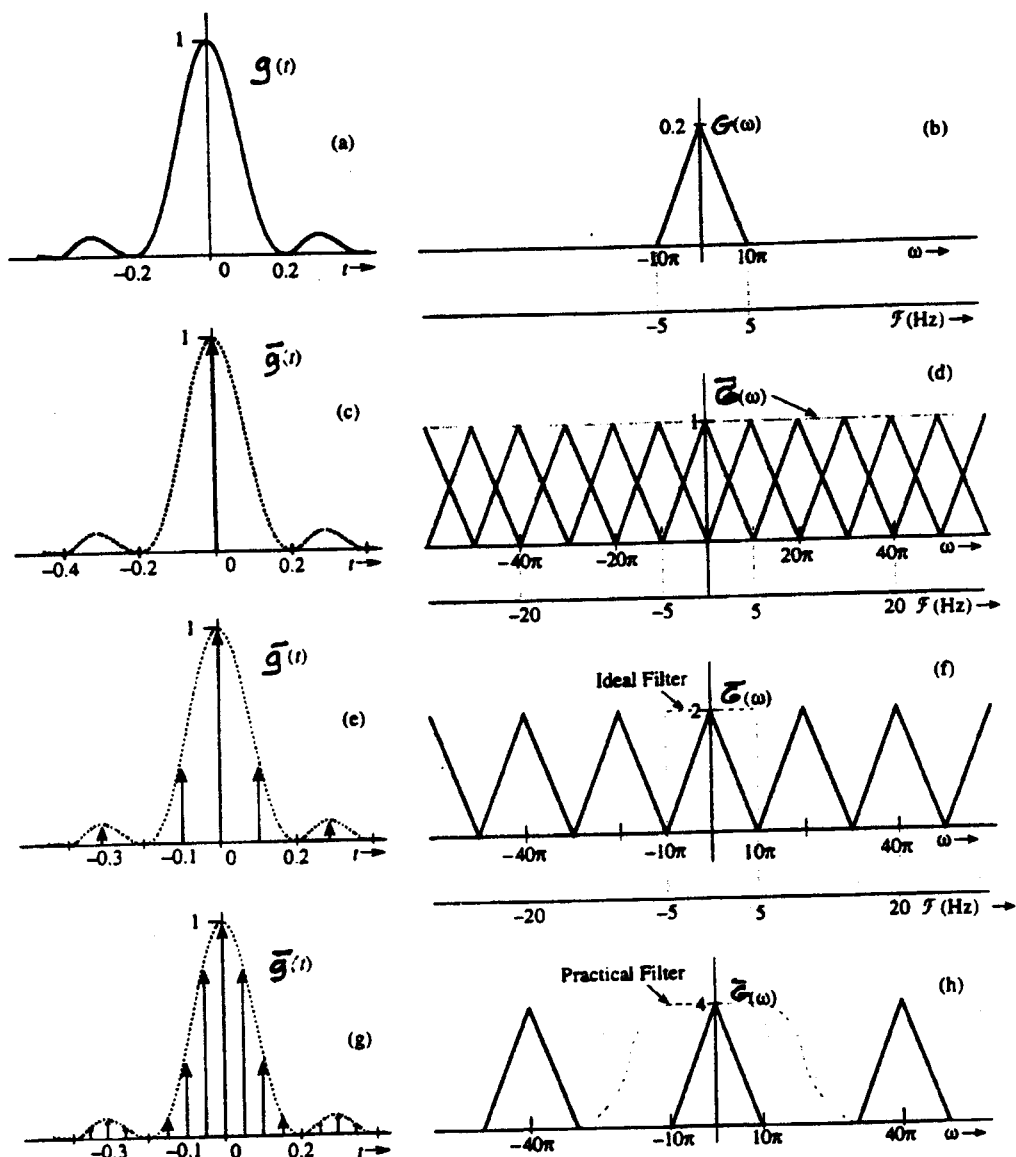 1
g(t)
(a)
−0.2 0 0.2 t→
0.2 G(ω)
(b)
−10π 10π ω→
−5 5 ℱ(Hz)→
1
g̅(t)
(c)
−0.4 −0.2 0 0.2 t→
(d)
G̅(ω)
1
−40π −20π 20π 40π ω→
−20 −5 5 20 ℱ(Hz)→
1
g̅(t)
(e)
−0.3 −0.1 0 0.2 t→
(f)
Ideal Filter
2 G̅(ω)
−40π −10π 10π 40π ω→
−20 −5 5 20 ℱ(Hz)→
1
g̅(t)
(g)
−0.3 −0.1 0 0.2 t→
Practical Filter
(h)
4 G̅(ω)
−40π −10π 10π 40π ω→